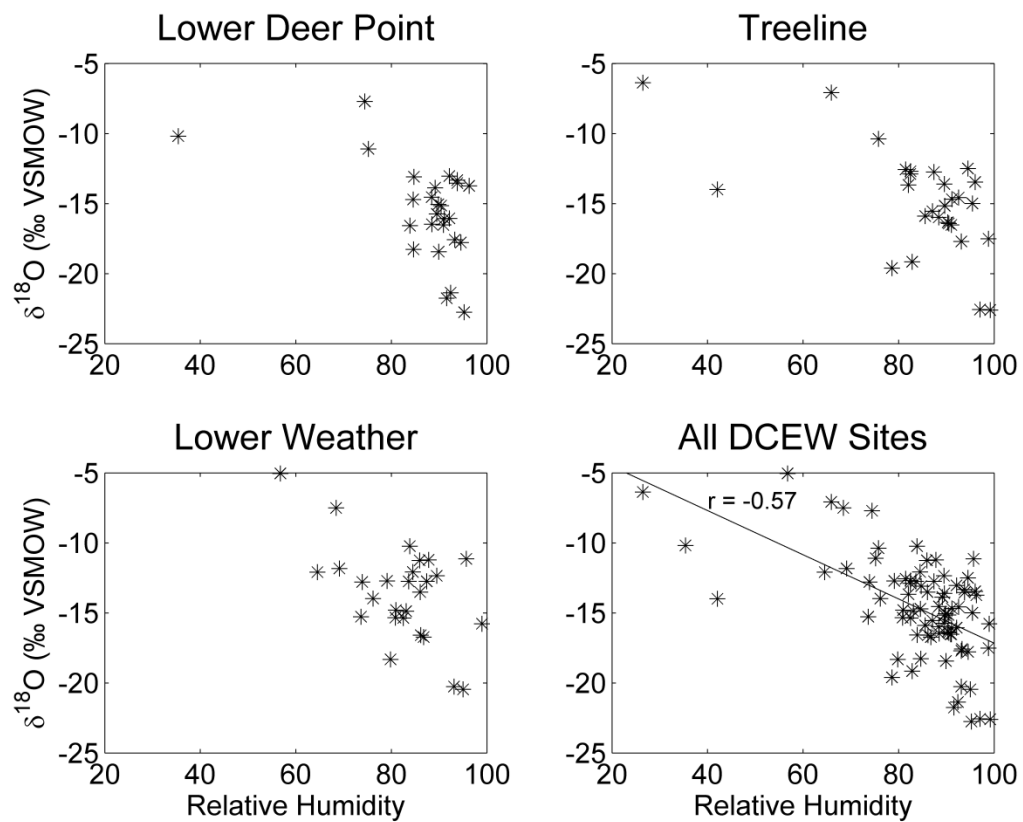 Lower Deer Point
Treeline
-5
-10
-15
-20
-25
20 40 60 80 100
δ¹⁸O (‰ VSMOW)
-5
-10
-15
-20
-25
20 40 60 80 100
Lower Weather
All DCEW Sites
-5
-10
-15
-20
-25
20 40 60 80 100
δ¹⁸O (‰ VSMOW)
Relative Humidity
-5
r = -0.57
-10
-15
-20
-25
20 40 60 80 100
Relative Humidity